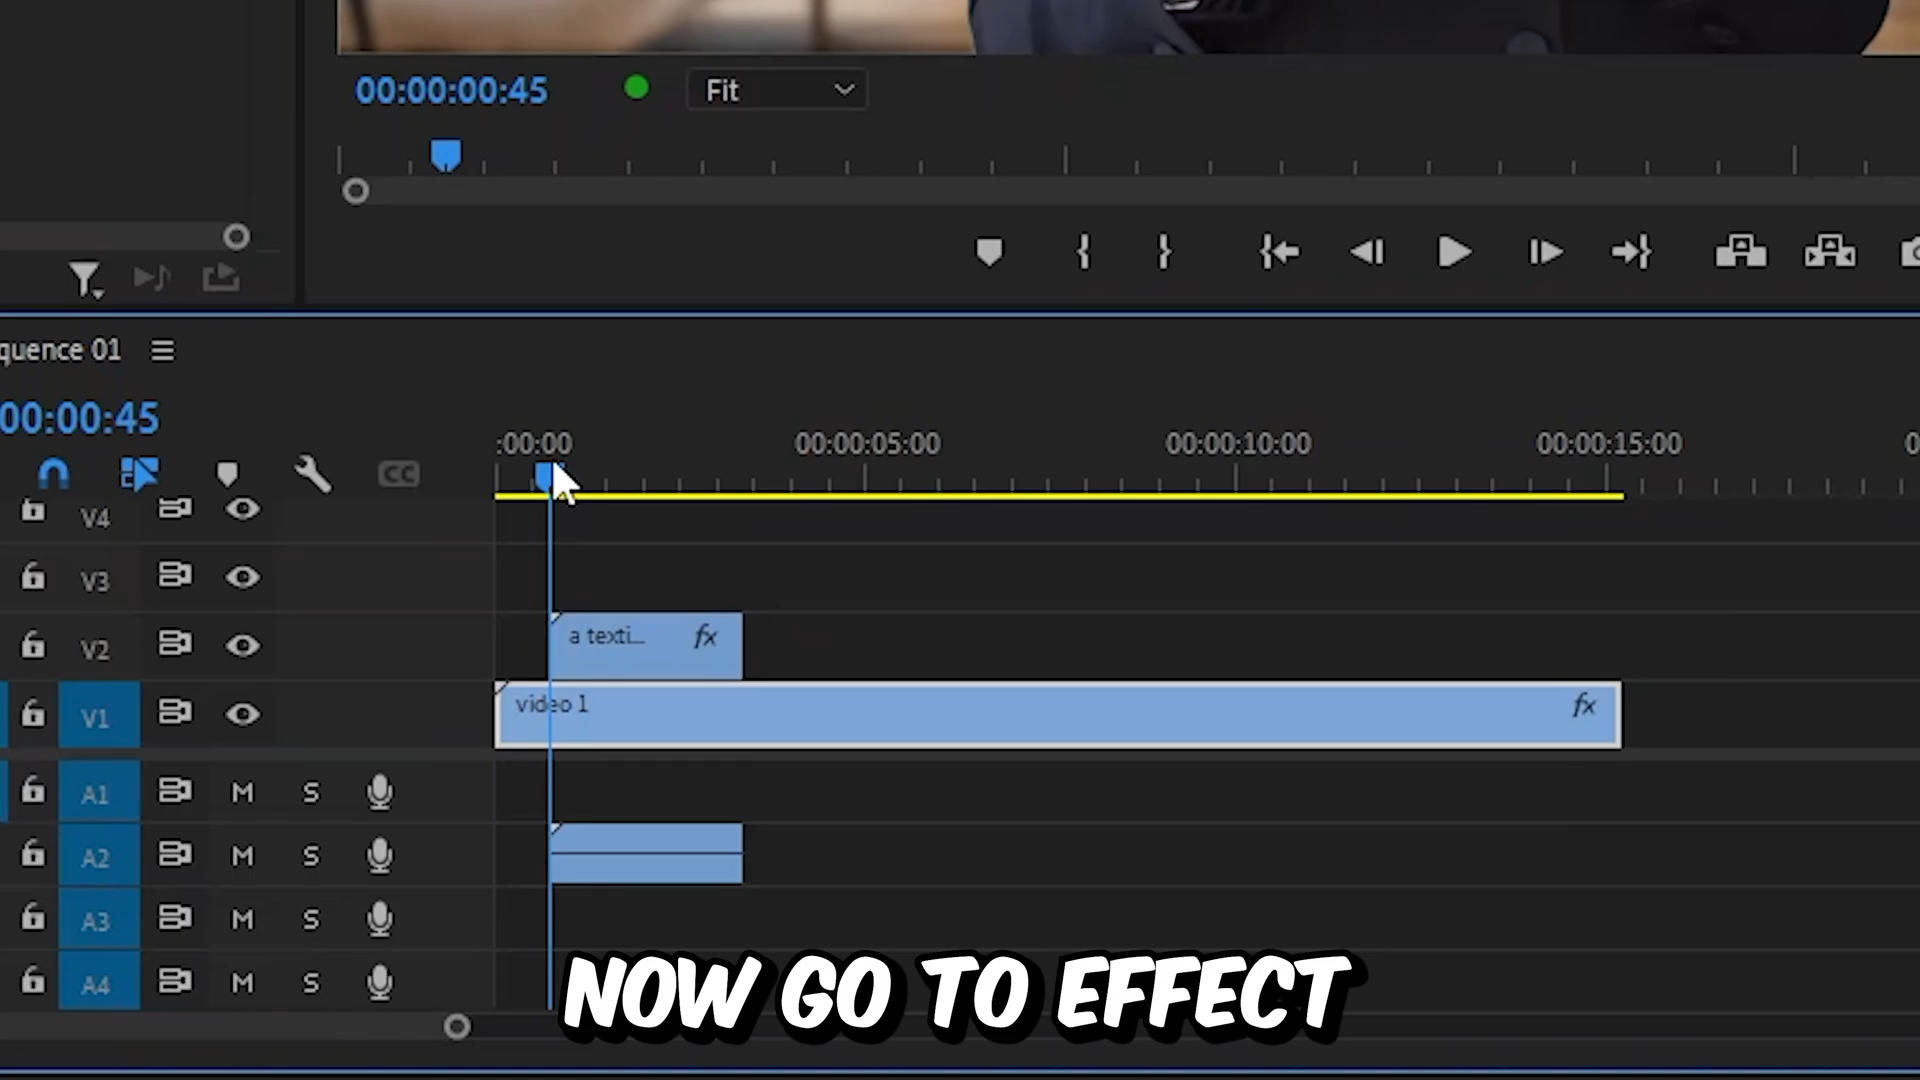 00:00:00:45
Fit
quence 01
00:00:45
:00:00 00:00:05:00 00:00:10:00 00:00:15:00 0
CC
V4
V3
V2
a texti... fx
V1
video 1 fx
A1 M S
A2 M S
A3 M S
A4 M S
NOW GO TO EFFECT